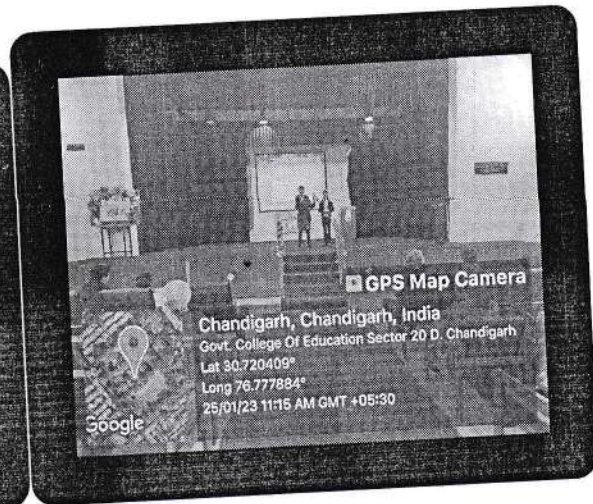 GPS Map Camera
Chandigarh, Chandigarh, India
Govt. College Of Education Sector 20 D, Chandigarh
Lat 30.720409°
Long 76.777884°
25/01/23 11:15 AM GMT +05:30
Google